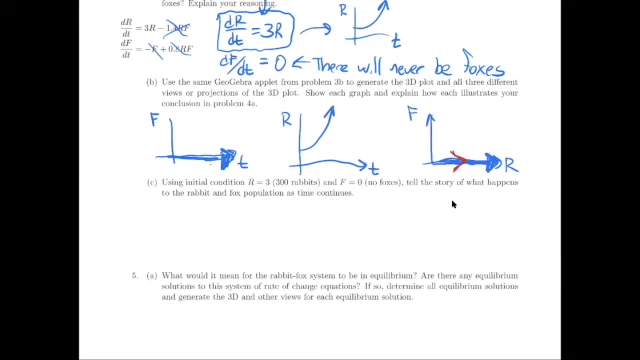 foxes? Explain your reasoning.
dR/dt = 3R − 1.4RF
dR/dt = 3R
R
t
dF/dt = −F + 0.8RF
dF/dt = 0 ← There will never be foxes
(b) Use the same GeoGebra applet from problem 3b to generate the 3D plot and all three different
views or projections of the 3D plot. Show each graph and explain how each illustrates your
conclusion in problem 4a.
F
t
R
t
F
R
(c) Using initial condition R = 3 (300 rabbits) and F = 0 (no foxes), tell the story of what happens
to the rabbit and fox population as time continues.
5. (a) What would it mean for the rabbit-fox system to be in equilibrium? Are there any equilibrium
solutions to this system of rate of change equations? If so, determine all equilibrium solutions
and generate the 3D and other views for each equilibrium solution.